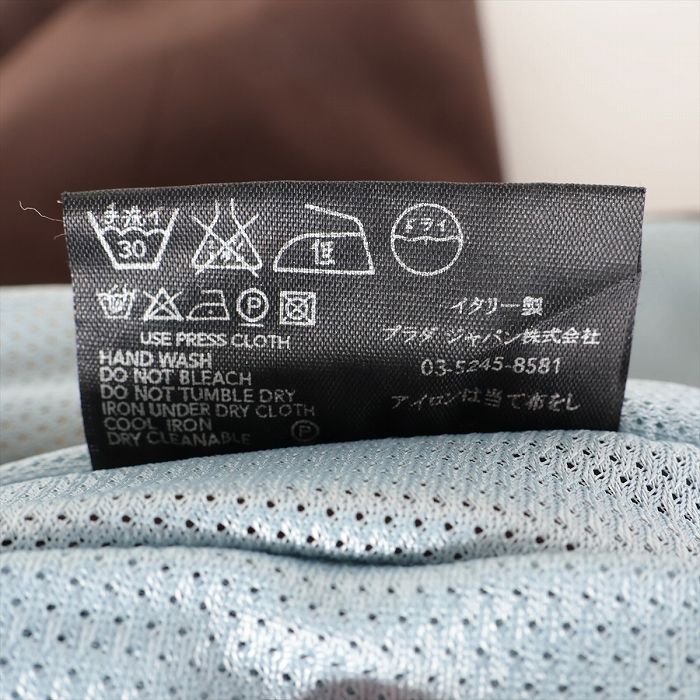 手洗イ
30
ドライ
P
USE PRESS CLOTH
HAND WASH
DO NOT BLEACH
DO NOT TUMBLE DRY
IRON UNDER DRY CLOTH
COOL IRON
DRY CLEANABLE P
イタリー製
プラダ ジャパン株式会社
03-5245-8581
アイロンは当て布をし